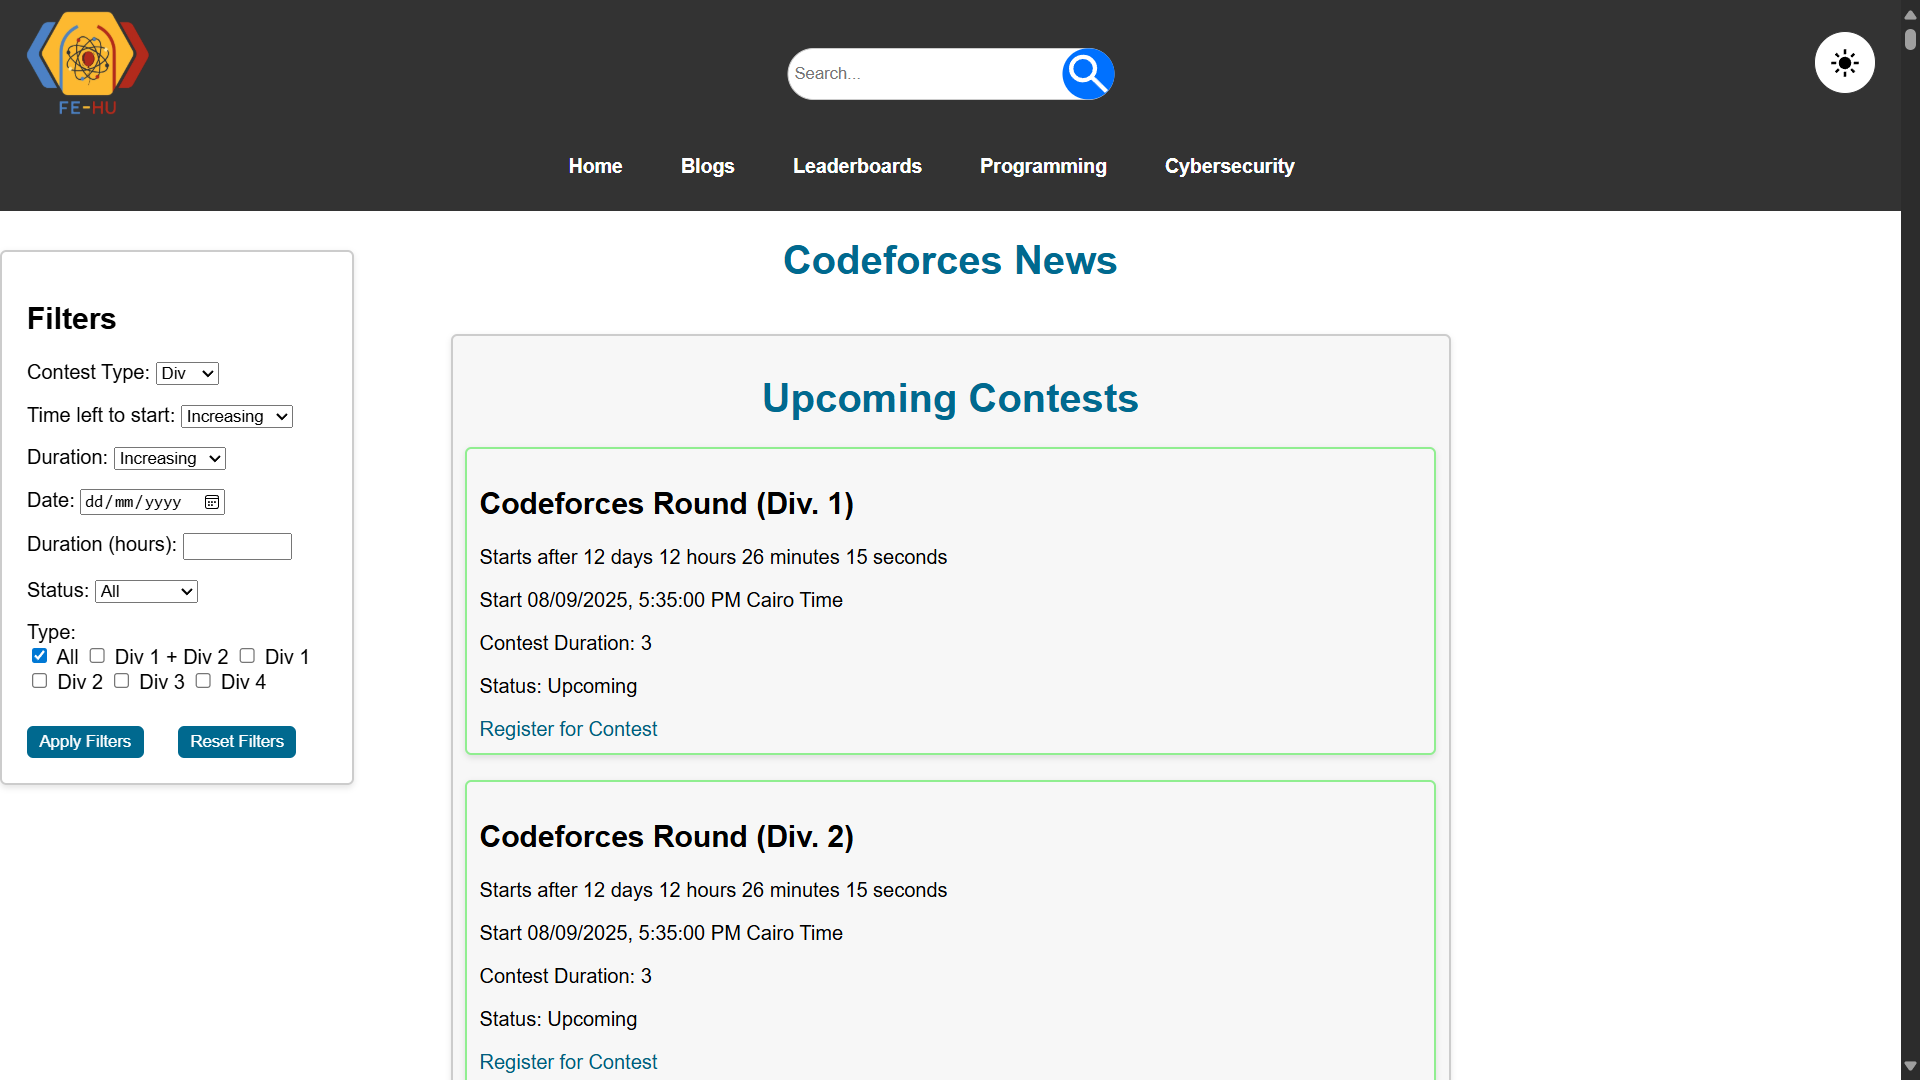 FE-HU
Search...
Home Blogs Leaderboards Programming Cybersecurity
Codeforces News
Filters
Contest Type: Div
Time left to start: Increasing
Duration: Increasing
Date: dd/mm/yyyy
Duration (hours):
Status: All
Type:
All Div 1 + Div 2 Div 1
Div 2 Div 3 Div 4
Apply Filters Reset Filters
Upcoming Contests
Codeforces Round (Div. 1)
Starts after 12 days 12 hours 26 minutes 15 seconds
Start 08/09/2025, 5:35:00 PM Cairo Time
Contest Duration: 3
Status: Upcoming
Register for Contest
Codeforces Round (Div. 2)
Starts after 12 days 12 hours 26 minutes 15 seconds
Start 08/09/2025, 5:35:00 PM Cairo Time
Contest Duration: 3
Status: Upcoming
Register for Contest